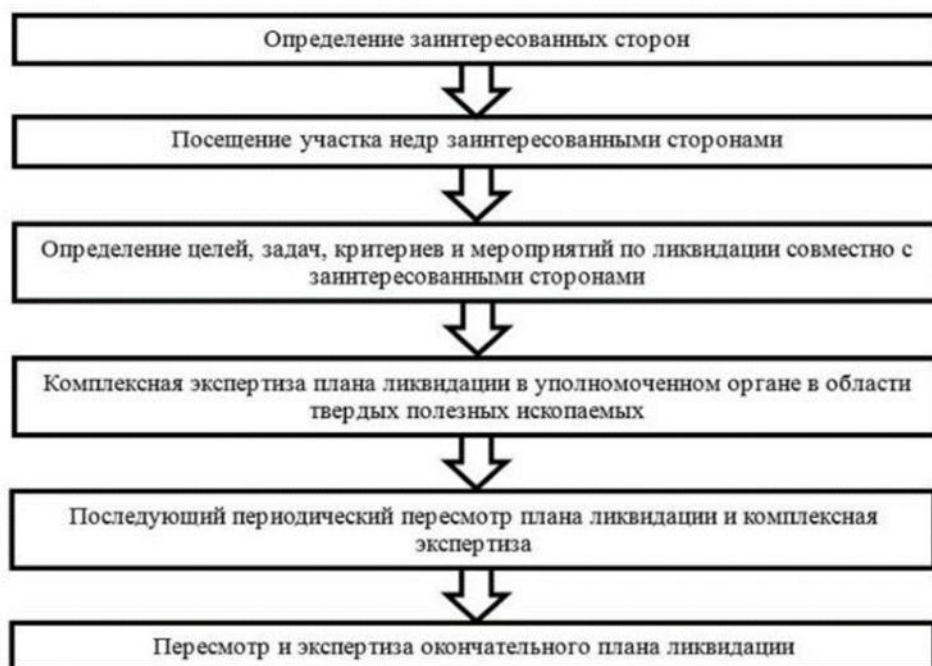 Определение заинтересованных сторон
Посещение участка недр заинтересованными сторонами
Определение целей, задач, критериев и мероприятий по ликвидации совместно с
заинтересованными сторонами
Комплексная экспертиза плана ликвидации в уполномоченном органе в области
твердых полезных ископаемых
Последующий периодический пересмотр плана ликвидации и комплексная
экспертиза
Пересмотр и экспертиза окончательного плана ликвидации